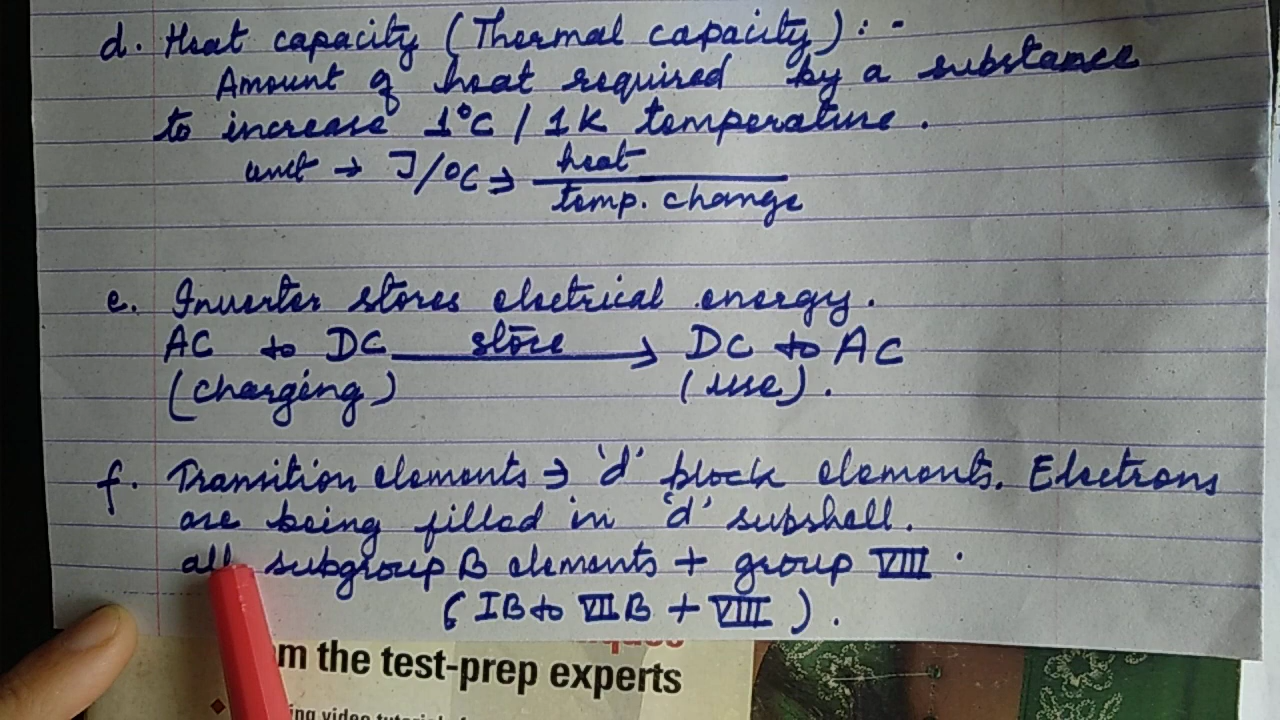 d. Heat capacity (Thermal capacity) : -
Amount of heat required by a substance
to increase 1°C / 1K temperature .
unit → J/°C → heat
temp. change
e. Inverter stores electrical energy .
AC to DC store → DC to AC
(charging) (use) .
f. Transition elements → 'd' block elements. Electrons
are being filled in 'd' subshell .
all subgroup B elements + group VIII .
( IB to VIIB + VIII ) .
m the test-prep experts